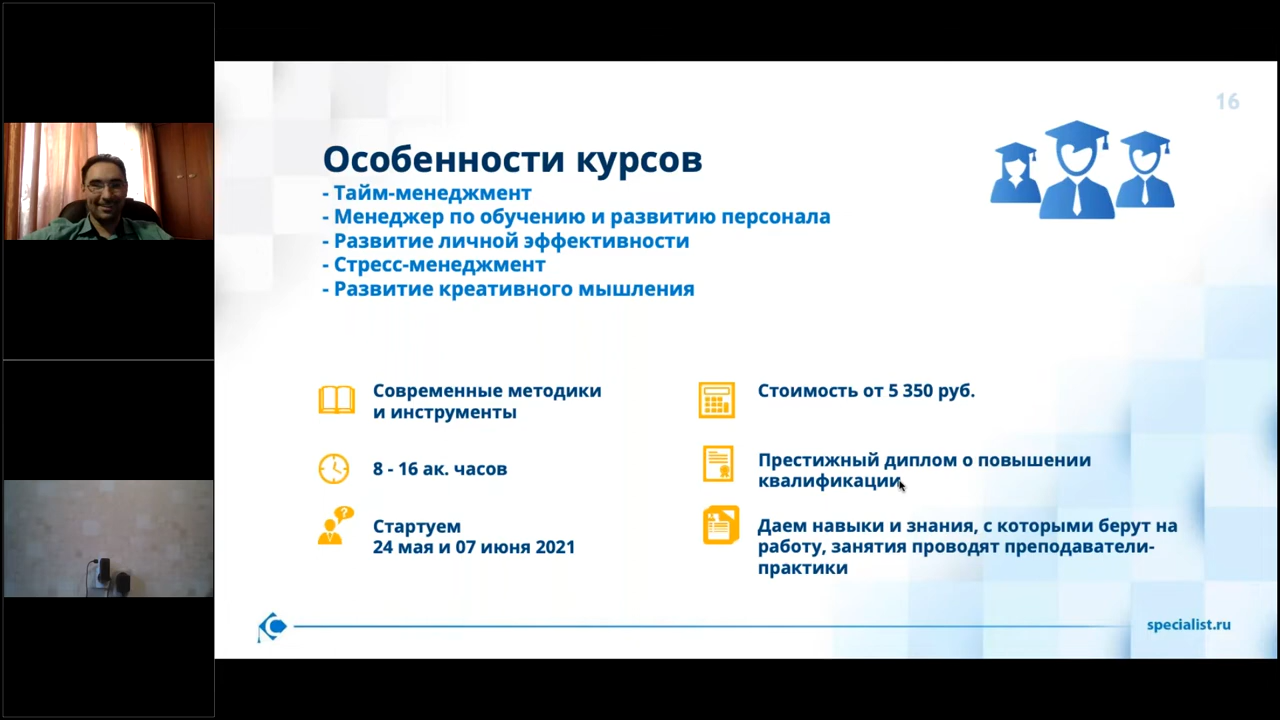 16
Особенности курсов
- Тайм-менеджмент
- Менеджер по обучению и развитию персонала
- Развитие личной эффективности
- Стресс-менеджмент
- Развитие креативного мышления
Современные методики
и инструменты
8 - 16 ак. часов
Стартуем
24 мая и 07 июня 2021
Стоимость от 5 350 руб.
Престижный диплом о повышении
квалификации
Даем навыки и знания, с которыми берут на
работу, занятия проводят преподаватели-
практики
specialist.ru